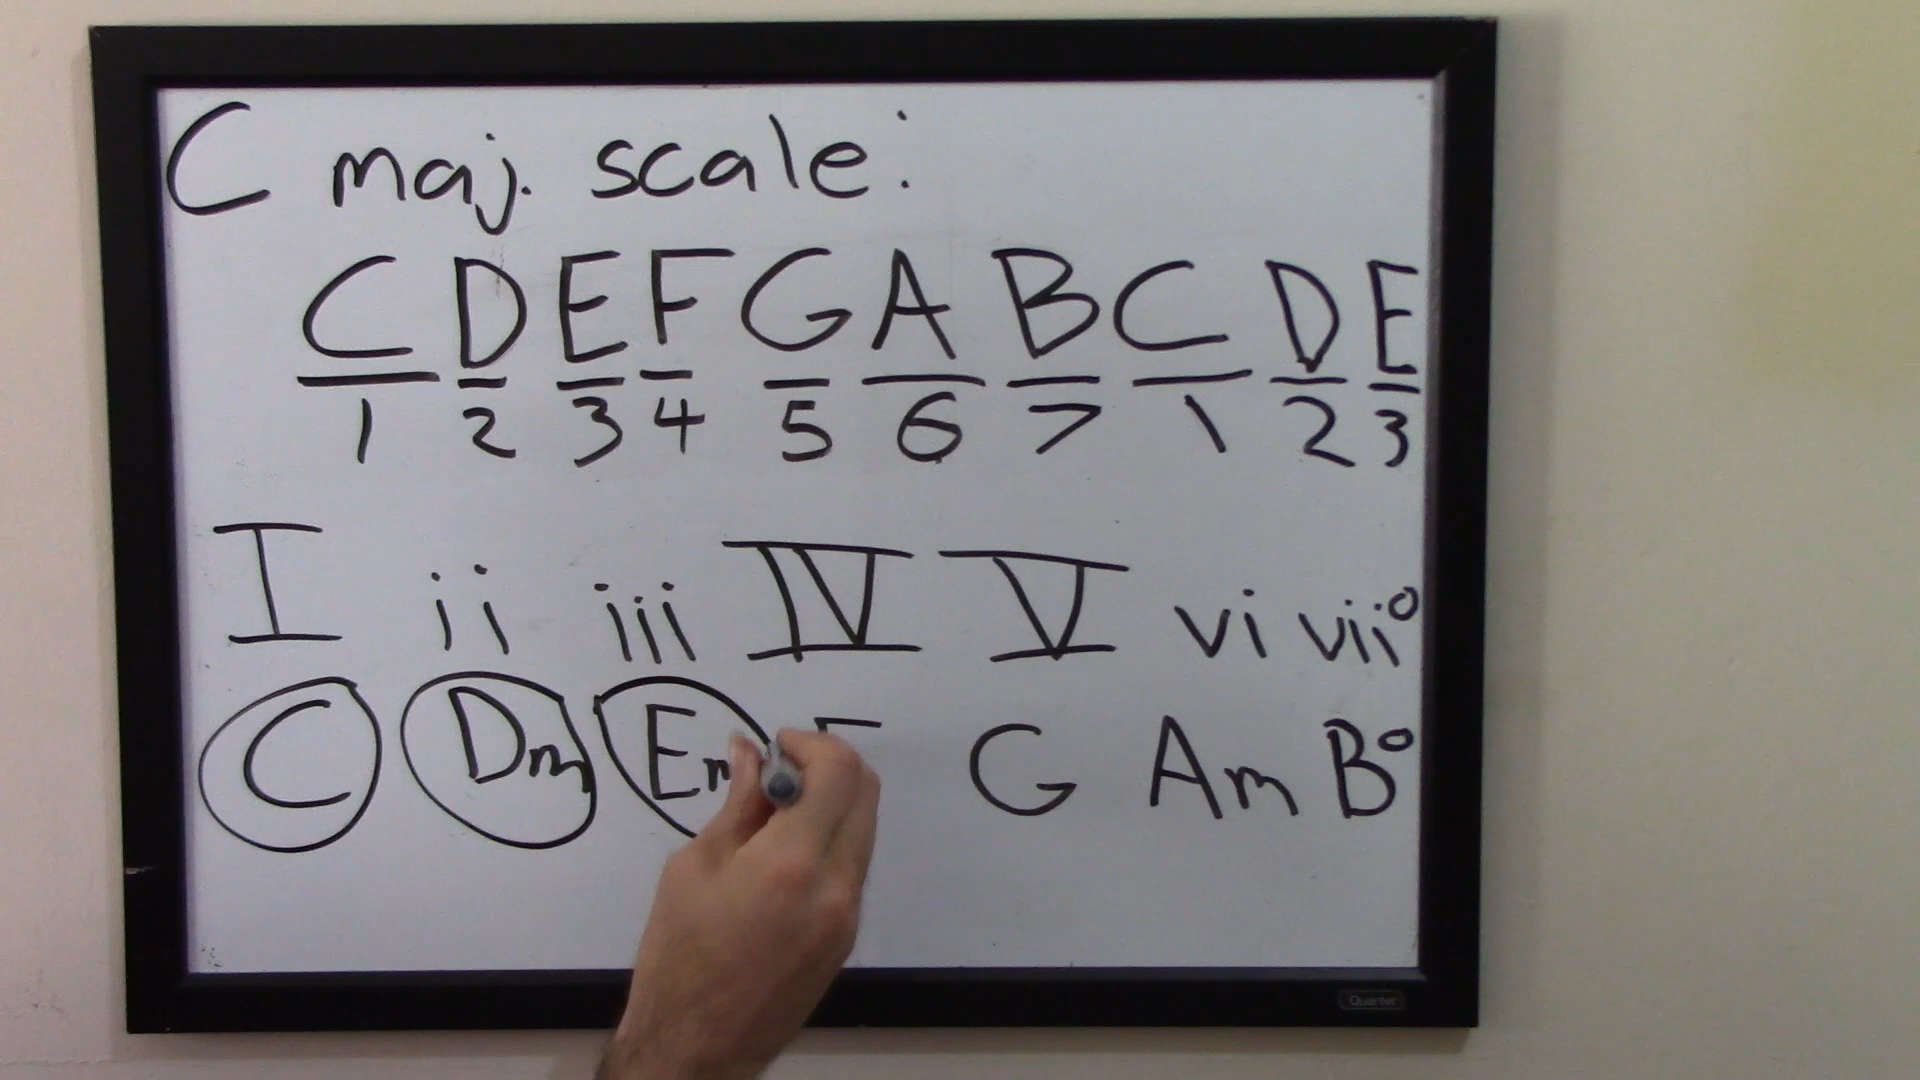 C maj. scale:
C D E F G A B C D E
1 2 3 4 5 6 7 1 2 3
I ii iii IV V vi vii°
C Dm Em F G Am B°
Quartet